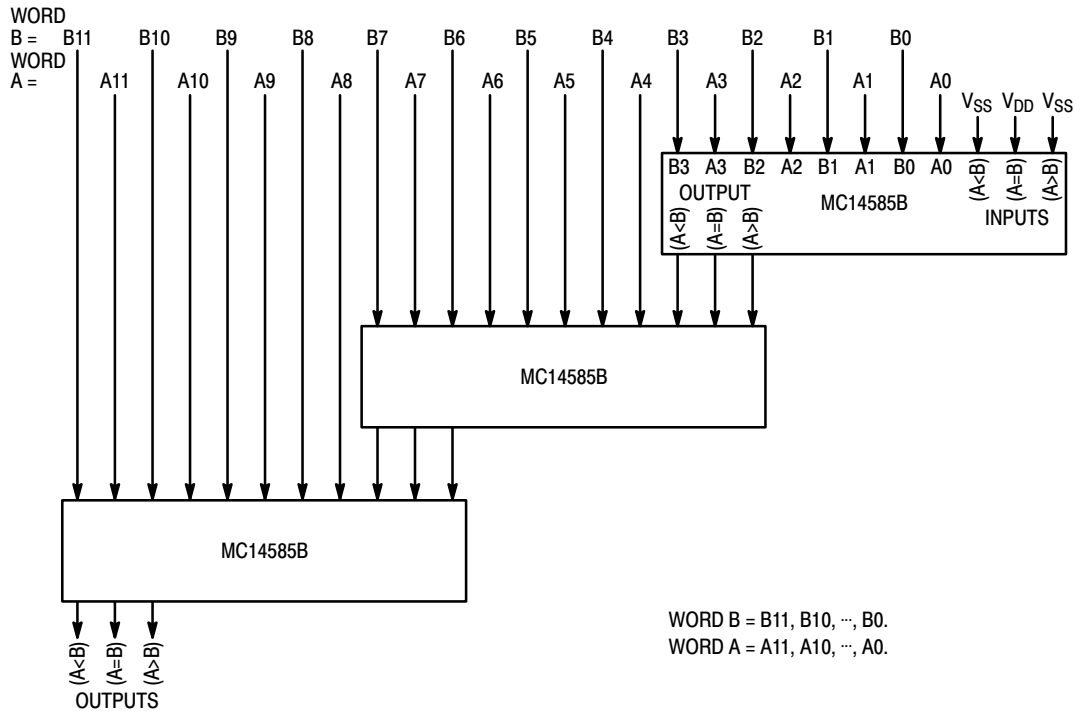 WORD
B = B11 B10 B9 B8 B7 B6 B5 B4 B3 B2 B1 B0
WORD
A = A11 A10 A9 A8 A7 A6 A5 A4 A3 A2 A1 A0
VSS VDD VSS
B3 A3 B2 A2 B1 A1 B0 A0 (A<B) (A=B) (A>B)
OUTPUT MC14585B INPUTS
(A<B) (A=B) (A>B)
MC14585B
MC14585B
(A<B) (A=B) (A>B)
OUTPUTS
WORD B = B11, B10, ..., B0.
WORD A = A11, A10, ..., A0.